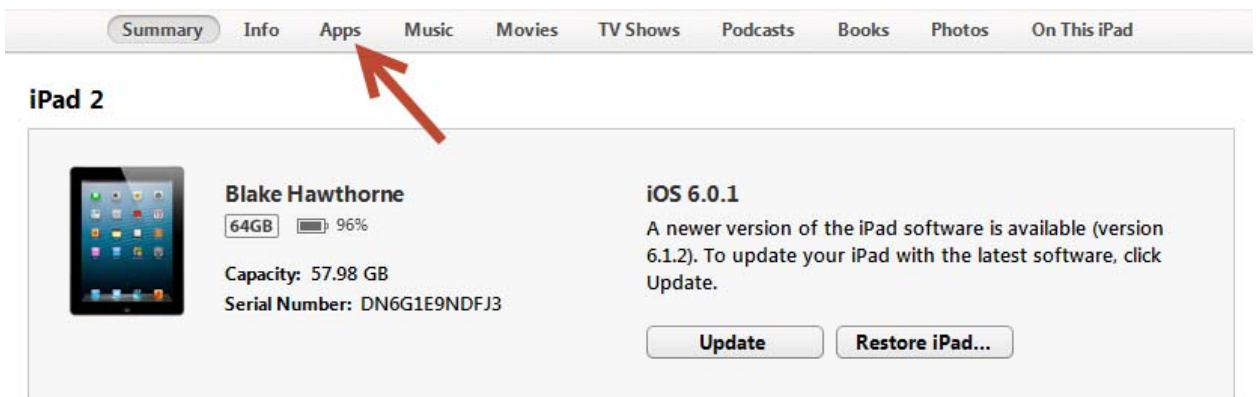 Summary Info Apps Music Movies TV Shows Podcasts Books Photos On This iPad
iPad 2
Blake Hawthorne
64GB 96%
Capacity: 57.98 GB
Serial Number: DN6G1E9NDFJ3
iOS 6.0.1
A newer version of the iPad software is available (version
6.1.2). To update your iPad with the latest software, click
Update.
Update Restore iPad...